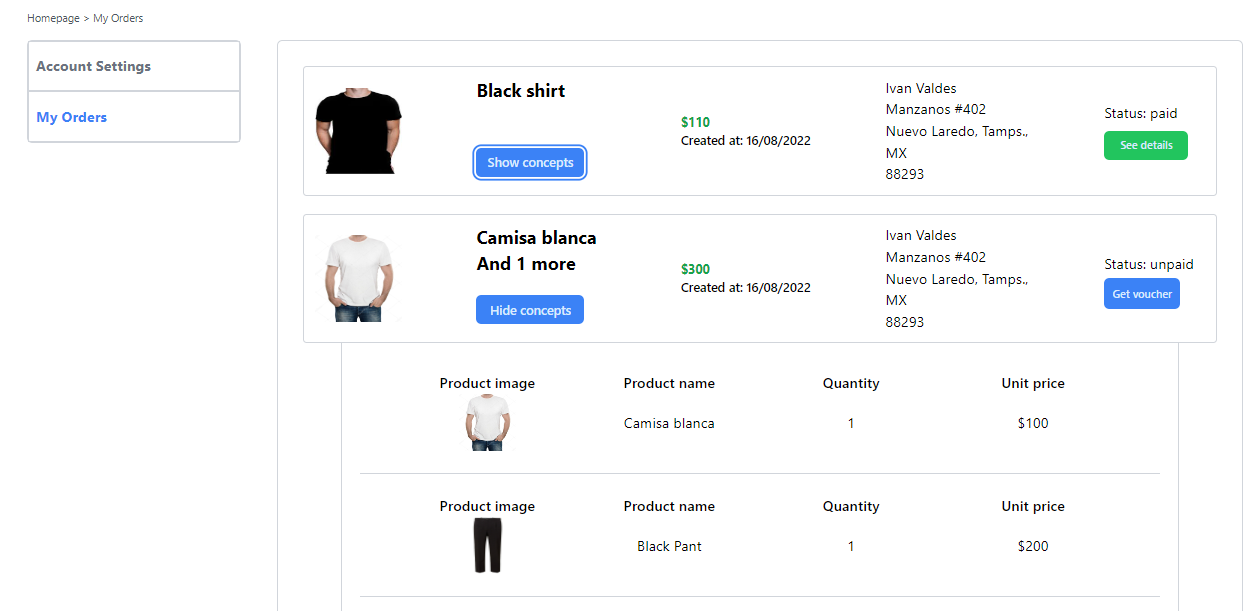 Homepage > My Orders
Account Settings
My Orders
Black shirt
Show concepts
$110
Created at: 16/08/2022
Ivan Valdes
Manzanos #402
Nuevo Laredo, Tamps.,
MX
88293
Status: paid
See details
Camisa blanca
And 1 more
Hide concepts
$300
Created at: 16/08/2022
Ivan Valdes
Manzanos #402
Nuevo Laredo, Tamps.,
MX
88293
Status: unpaid
Get voucher
Product image Product name Quantity Unit price
Camisa blanca 1 $100
Product image Product name Quantity Unit price
Black Pant 1 $200